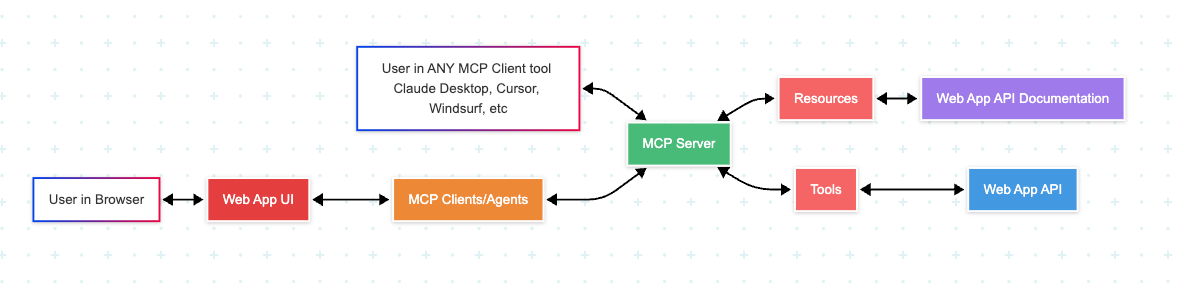 User in ANY MCP Client tool
Claude Desktop, Cursor,
Windsurf, etc
Resources
Web App API Documentation
MCP Server
User in Browser
Web App UI
MCP Clients/Agents
Tools
Web App API